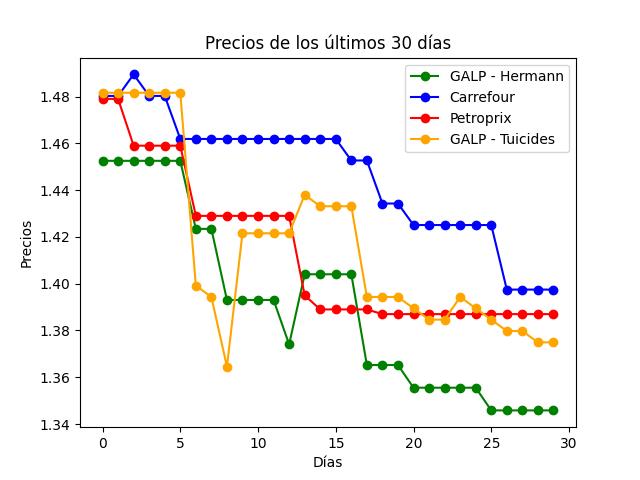 Precios de los últimos 30 días
GALP - Hermann
Carrefour
Petroprix
GALP - Tuicides
1.48
1.46
1.44
1.42
1.40
1.38
1.36
1.34
Precios
0 5 10 15 20 25 30
Días